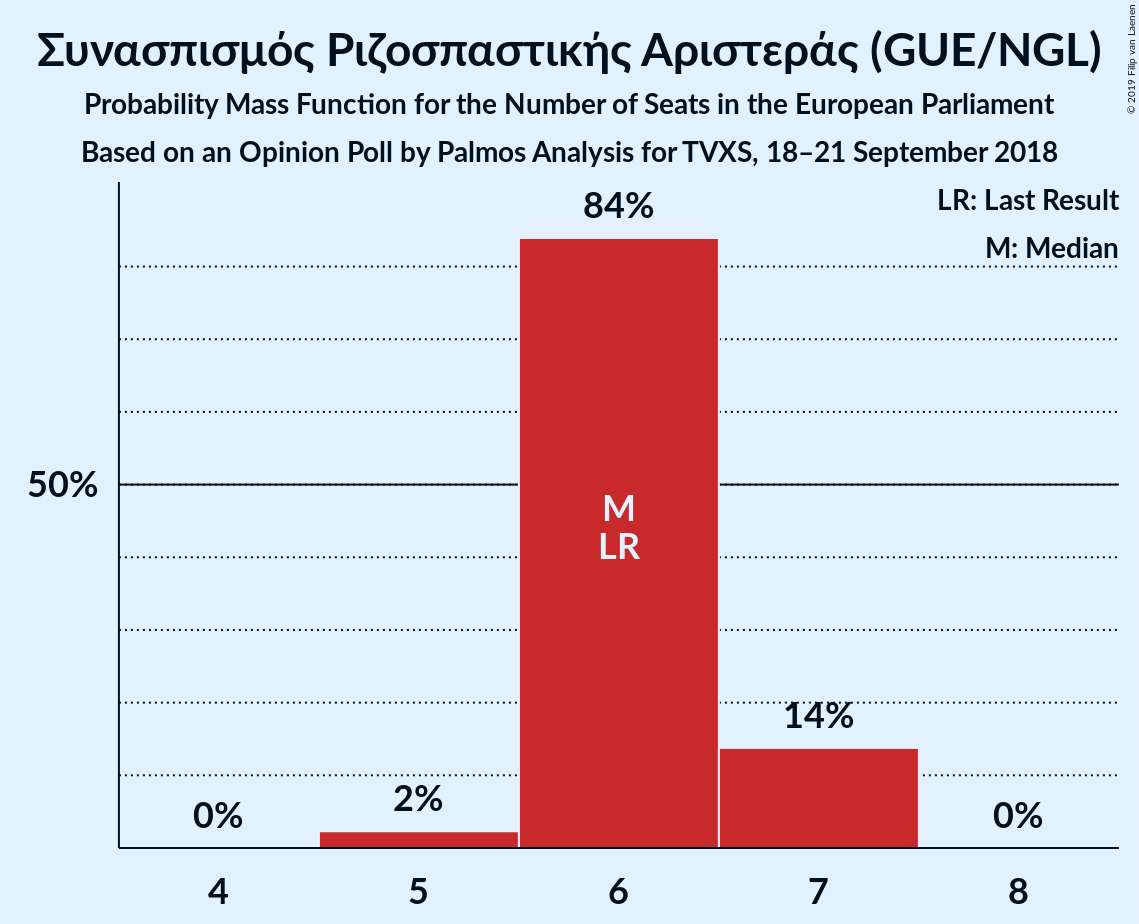 Συνασπισμός Ριζοσπαστικής Αριστεράς (GUE/NGL)
Probability Mass Function for the Number of Seats in the European Parliament
Based on an Opinion Poll by Palmos Analysis for TVXS, 18–21 September 2018
© 2019 Filip van Laenen
LR: Last Result
M: Median
84%
50%
M
LR
14%
2%
0%
0%
4
5
6
7
8